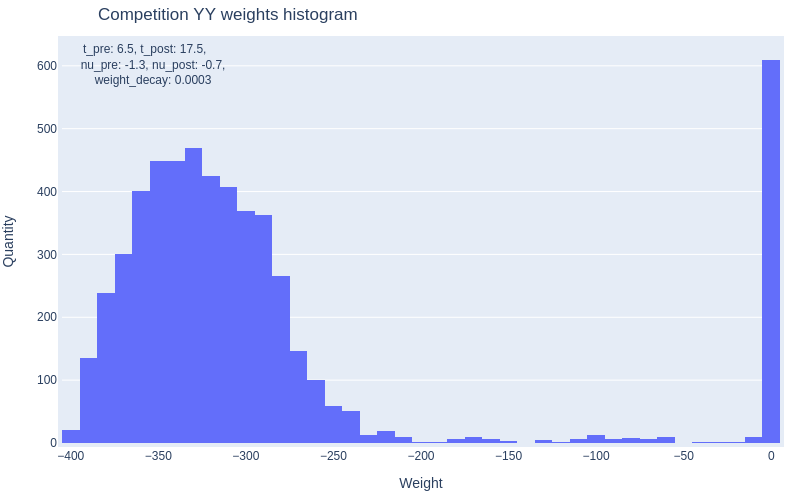 Competition YY weights histogram
t_pre: 6.5, t_post: 17.5,
nu_pre: -1.3, nu_post: -0.7,
weight_decay: 0.0003
600
500
400
300
200
100
0
Quantity
−400 −350 −300 −250 −200 −150 −100 −50 0
Weight